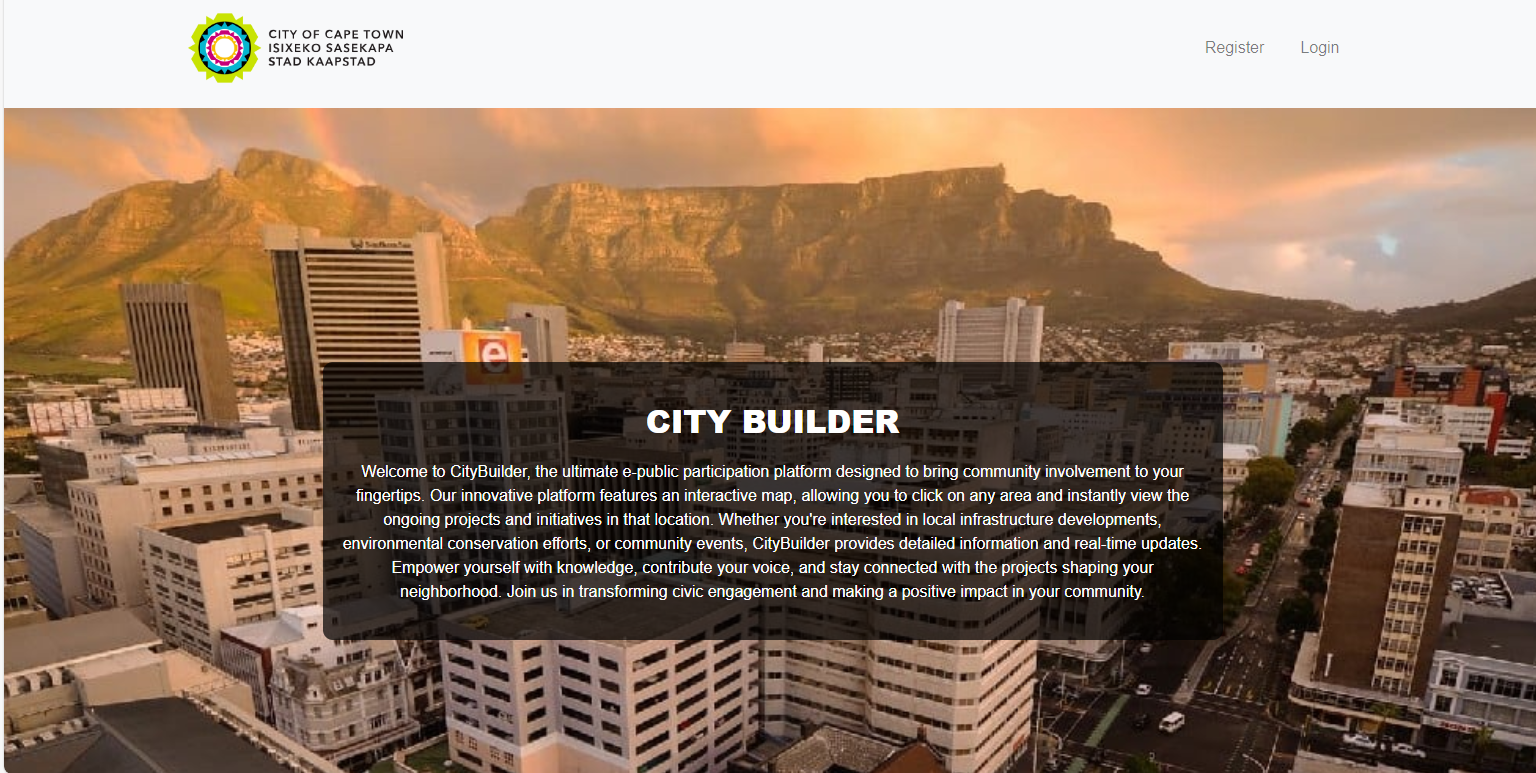 CITY OF CAPE TOWN
ISIXEKO SASEKAPA
STAD KAAPSTAD
Register
Login
e
CITY BUILDER
Welcome to CityBuilder, the ultimate e-public participation platform designed to bring community involvement to your
fingertips. Our innovative platform features an interactive map, allowing you to click on any area and instantly view the
ongoing projects and initiatives in that location. Whether you're interested in local infrastructure developments,
environmental conservation efforts, or community events, CityBuilder provides detailed information and real-time updates.
Empower yourself with knowledge, contribute your voice, and stay connected with the projects shaping your
neighborhood. Join us in transforming civic engagement and making a positive impact in your community.